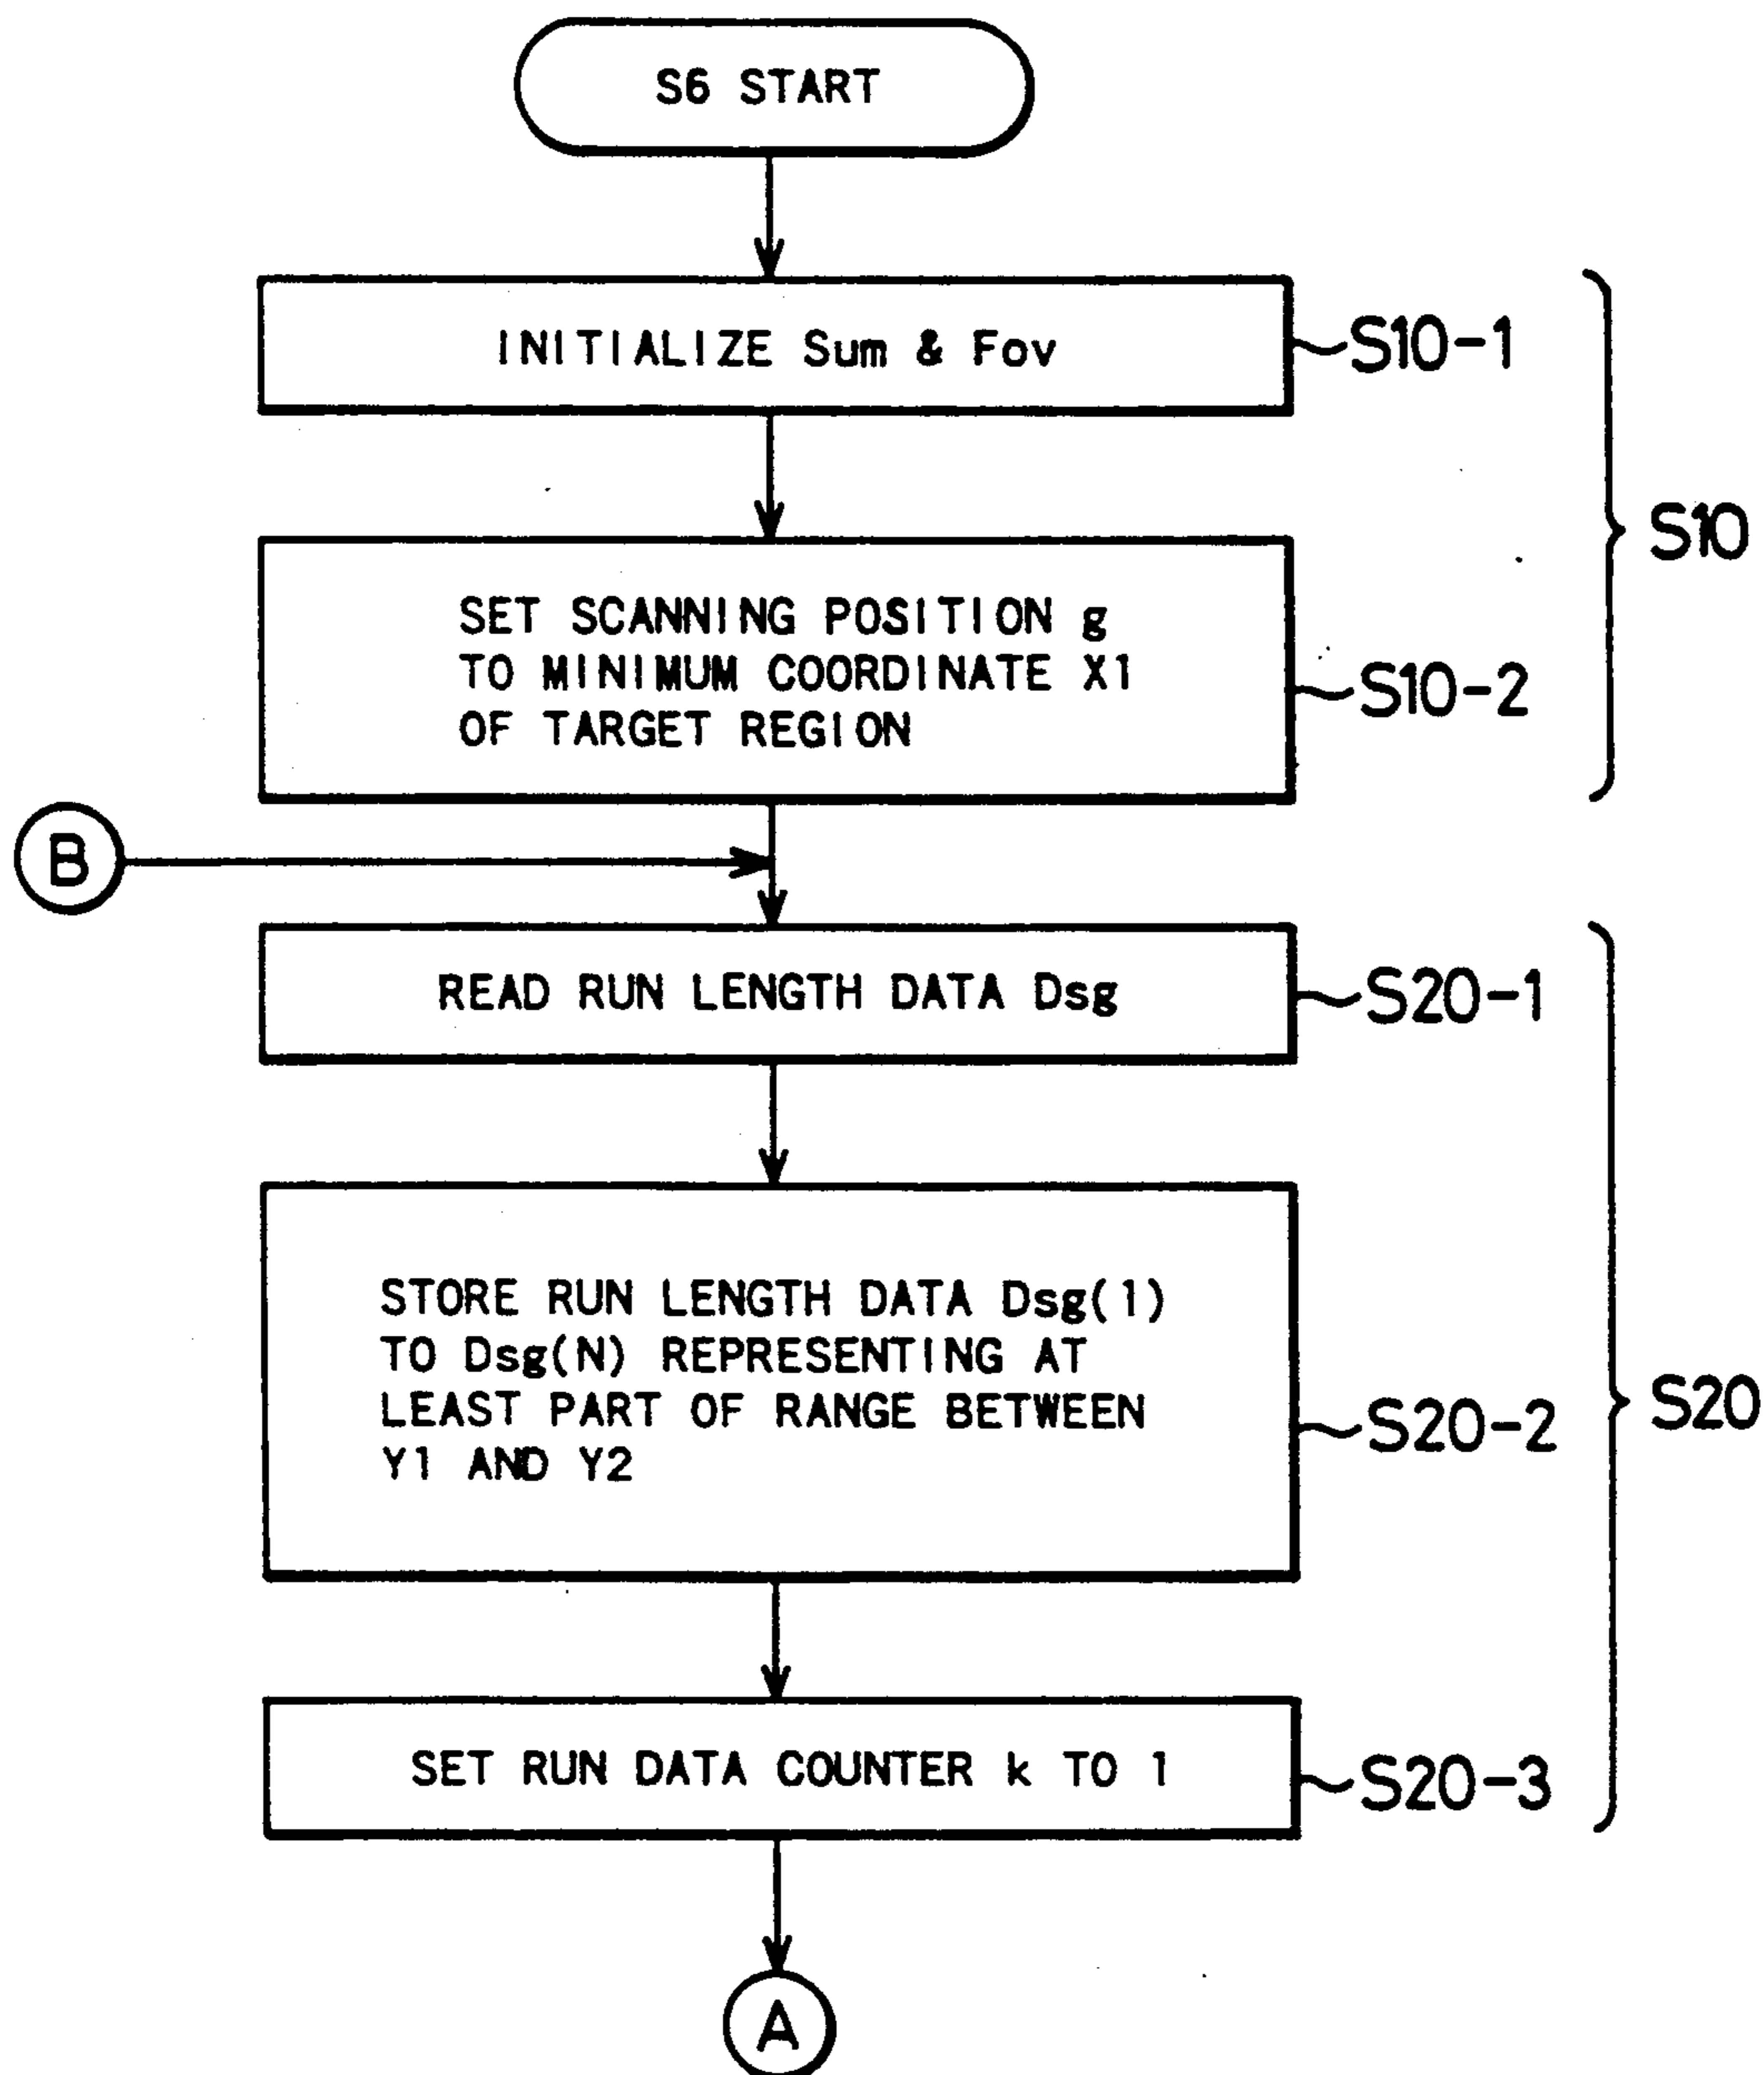 S6 START
INITIALIZE Sum & Fov
S10-1
SET SCANNING POSITION g
TO MINIMUM COORDINATE X1
OF TARGET REGION
S10-2
S10
B
READ RUN LENGTH DATA Dsg
S20-1
STORE RUN LENGTH DATA Dsg(1)
TO Dsg(N) REPRESENTING AT
LEAST PART OF RANGE BETWEEN
Y1 AND Y2
S20-2
S20
SET RUN DATA COUNTER k TO 1
S20-3
A